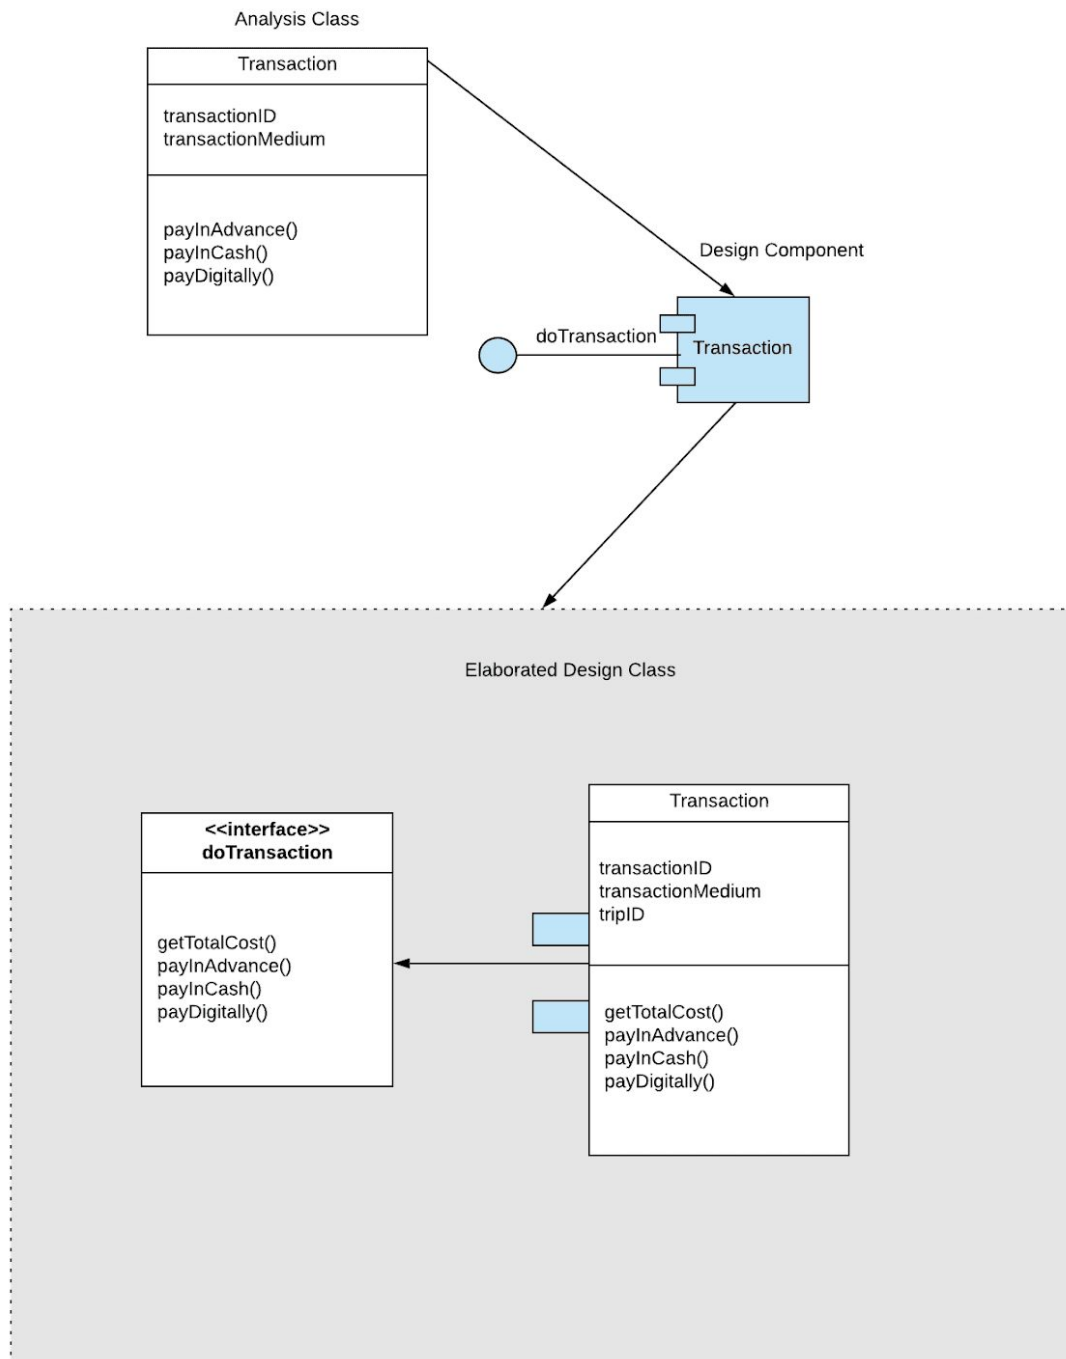 Analysis Class
Transaction
transactionID
transactionMedium
payInAdvance()
payInCash()
payDigitally()
Design Component
doTransaction
Transaction
Elaborated Design Class
<<interface>>
doTransaction
getTotalCost()
payInAdvance()
payInCash()
payDigitally()
Transaction
transactionID
transactionMedium
tripID
getTotalCost()
payInAdvance()
payInCash()
payDigitally()